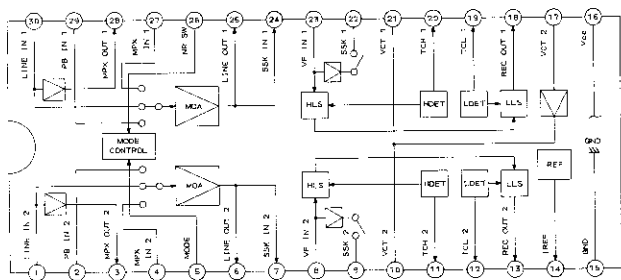 30 29 28 27 26 25 24 23 22 21 20 19 18 17 16
LINE IN 1
PB IN 1
MPX OUT 1
MPX IN 1
NR SW
LINE OUT 1
SSK IN 1
VF IN 1
SSK 1
VCT 1
TCH 1
TCL 1
REC OUT 1
VCT 2
Vcc
MOA
HLS
HDET
LDET
LLS
MODE CONTROL
GND
MOA
HLS
HDET
LDET
LLS
REF
LINE IN 2
PB IN 2
MPX OUT 2
MPX IN 2
MODE
LINE OUT 2
SSK IN 2
VF IN 2
SSK 2
VCT
TCH 2
TCL 2
REC OUT 2
IREF
GND
1 2 3 4 5 6 7 8 9 10 11 12 13 14 15